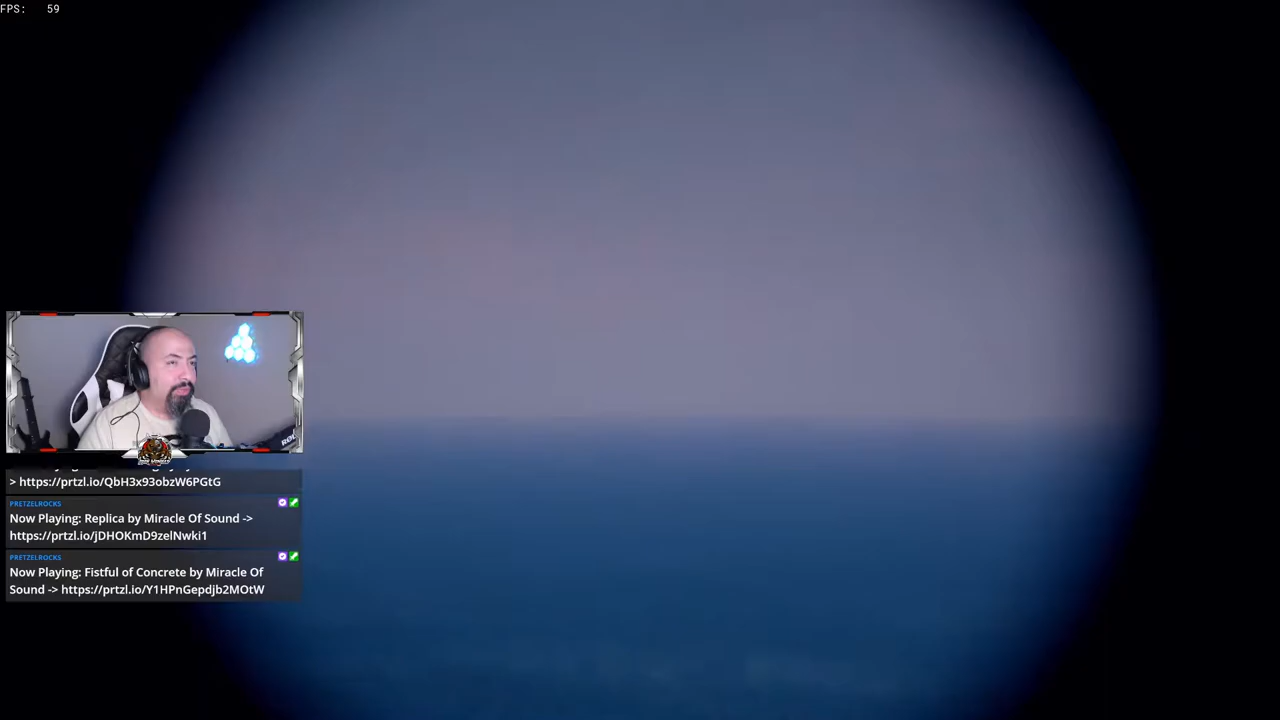 FPS: 59
> https://prtzl.io/QbH3x93obzW6PGtG
PRETZELROCKS
Now Playing: Replica by Miracle Of Sound ->
https://prtzl.io/jDHOKmD9zelNwki1
PRETZELROCKS
Now Playing: Fistful of Concrete by Miracle Of
Sound -> https://prtzl.io/Y1HPnGepdjb2MOtW